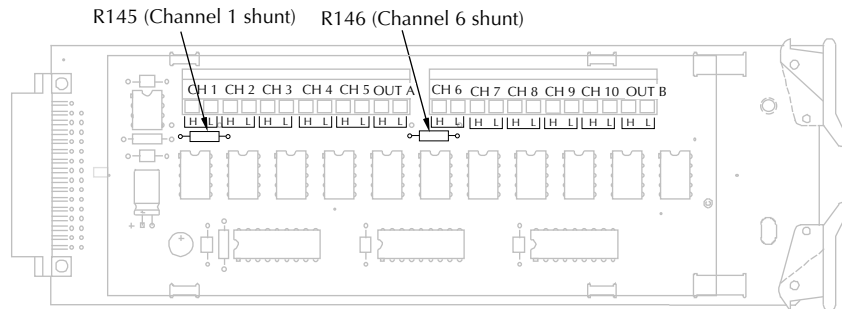 R145 (Channel 1 shunt) R146 (Channel 6 shunt)
CH 1 CH 2 CH 3 CH 4 CH 5 OUT A CH 6 CH 7 CH 8 CH 9 CH 10 OUT B
H L H L H L H L H L H L H L H L H L H L H L H L
+
+